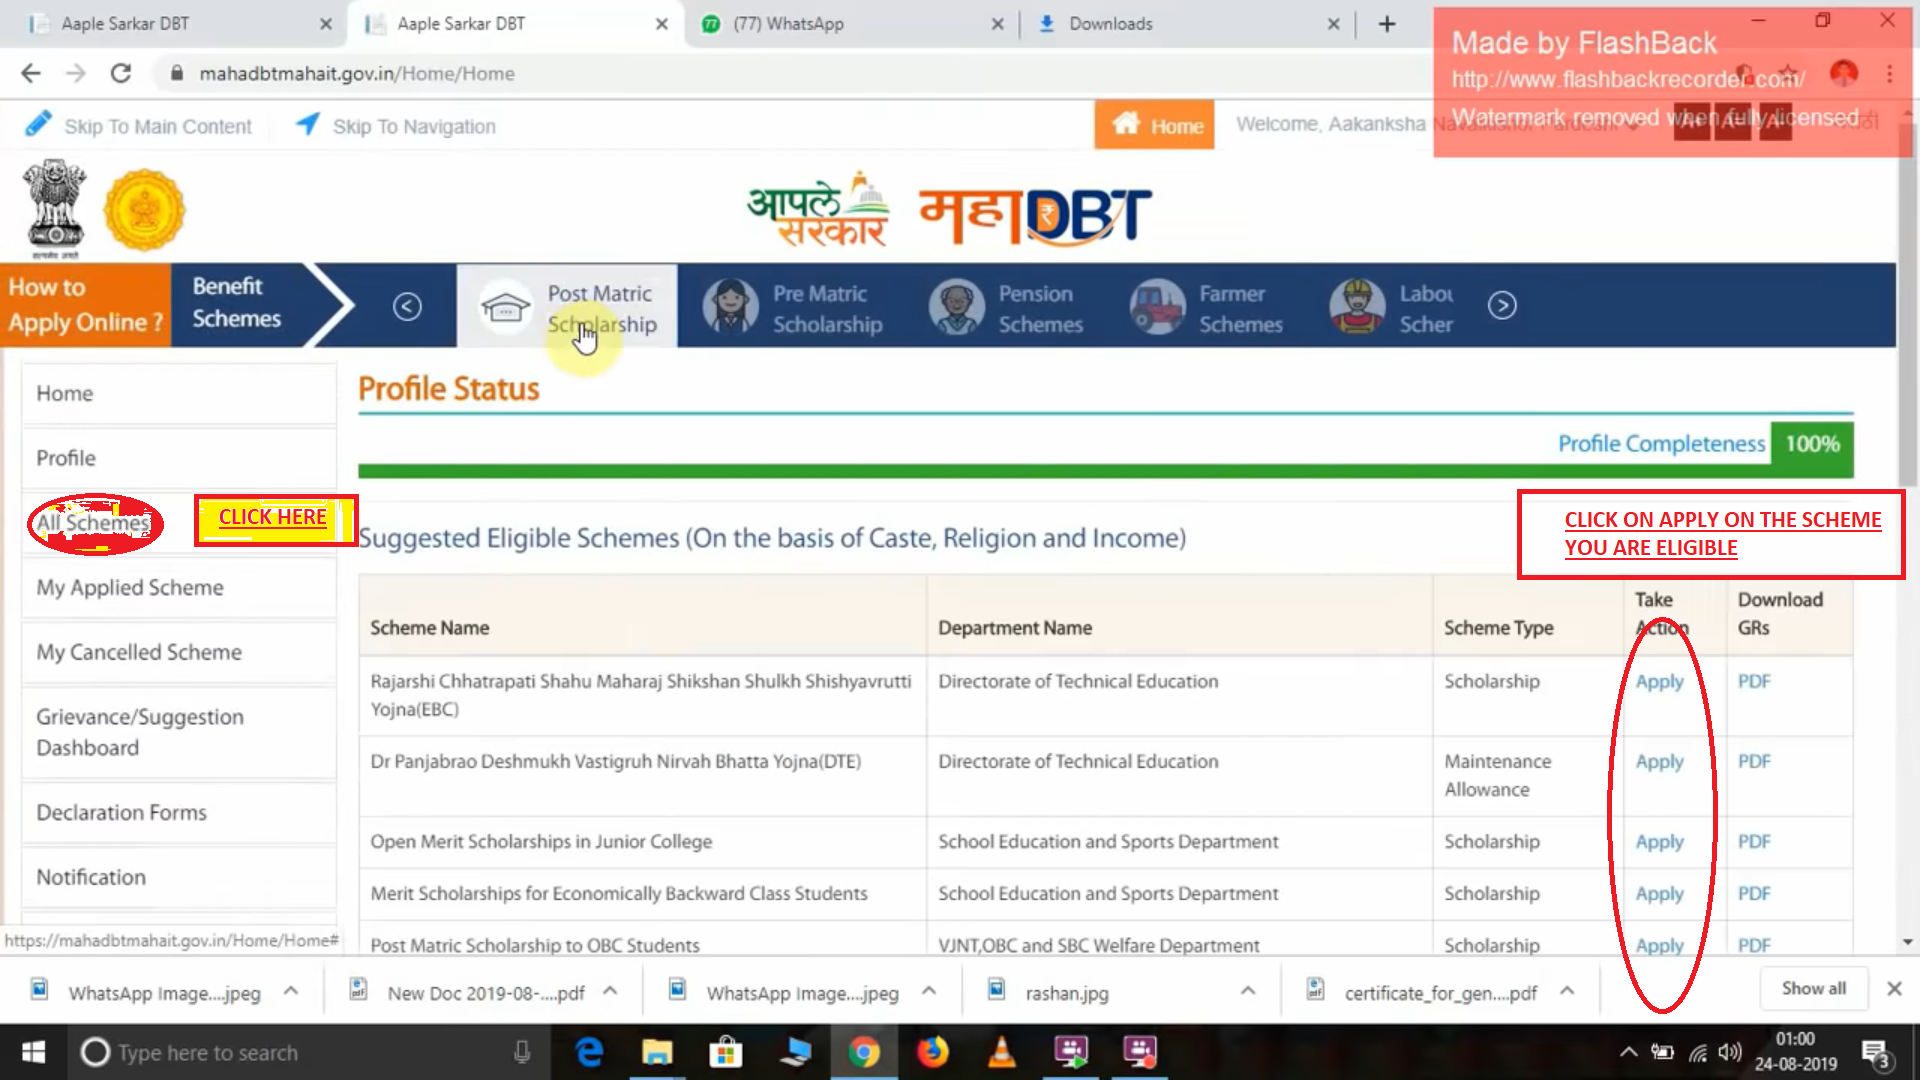 Aaple Sarkar DBT
Aaple Sarkar DBT
(77) WhatsApp
Downloads
mahadbtmahait.gov.in/Home/Home
Made by FlashBack
http://www.flashbackrecorder.com/
Watermark removed when fully licensed
Skip To Main Content
Skip To Navigation
Home
Welcome, Aakanksha
आपले
सरकार
महाDBT
How to
Apply Online ?
Benefit
Schemes
Post Matric
Scholarship
Pre Matric
Scholarship
Pension
Schemes
Farmer
Schemes
Labou
Scher
Home
Profile
All Schemes
CLICK HERE
My Applied Scheme
My Cancelled Scheme
Grievance/Suggestion
Dashboard
Declaration Forms
Notification
Profile Status
Profile Completeness 100%
Suggested Eligible Schemes (On the basis of Caste, Religion and Income)
CLICK ON APPLY ON THE SCHEME
YOU ARE ELIGIBLE
Scheme Name Department Name Scheme Type Take Action Download GRs
Rajarshi Chhatrapati Shahu Maharaj Shikshan Shulkh Shishyavrutti Directorate of Technical Education Scholarship Apply PDF
Yojna(EBC)
Dr Panjabrao Deshmukh Vastigruh Nirvah Bhatta Yojna(DTE) Directorate of Technical Education Maintenance Apply PDF
Allowance
Open Merit Scholarships in Junior College School Education and Sports Department Scholarship Apply PDF
Merit Scholarships for Economically Backward Class Students School Education and Sports Department Scholarship Apply PDF
Post Matric Scholarship to OBC Students VJNT,OBC and SBC Welfare Department Scholarship Apply PDF
https://mahadbtmahait.gov.in/Home/Home#
WhatsApp Image....jpeg
New Doc 2019-08-....pdf
WhatsApp Image....jpeg
rashan.jpg
certificate_for_gen....pdf
Show all
Type here to search
01:00
24-08-2019
3